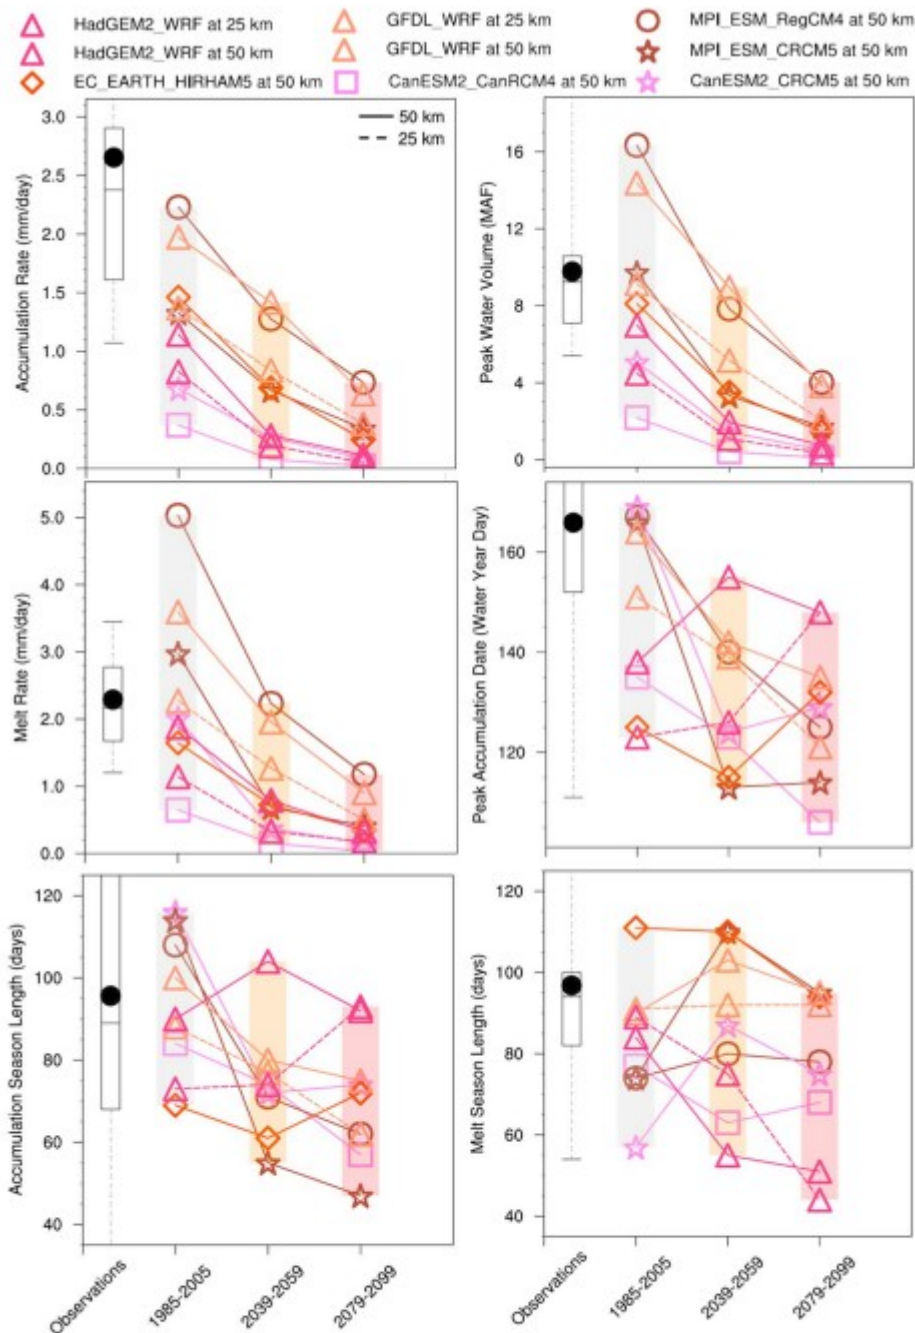 HadGEM2_WRF at 25 km GFDL_WRF at 25 km MPI_ESM_RegCM4 at 50 km
HadGEM2_WRF at 50 km GFDL_WRF at 50 km MPI_ESM_CRCM5 at 50 km
EC_EARTH_HIRHAM5 at 50 km CanESM2_CanRCM4 at 50 km CanESM2_CRCM5 at 50 km
Accumulation Rate (mm/day)
3.0
2.5
2.0
1.5
1.0
0.5
0.0
50 km
25 km
Peak Water Volume (MAF)
16
12
8
4
0
Melt Rate (mm/day)
5.0
4.0
3.0
2.0
1.0
0.0
Peak Accumulation Date (Water Year Day)
160
140
120
Accumulation Season Length (days)
120
100
80
60
40
Observations
1985-2005
2039-2059
2079-2099
Melt Season Length (days)
120
100
80
60
40
Observations
1985-2005
2039-2059
2079-2099